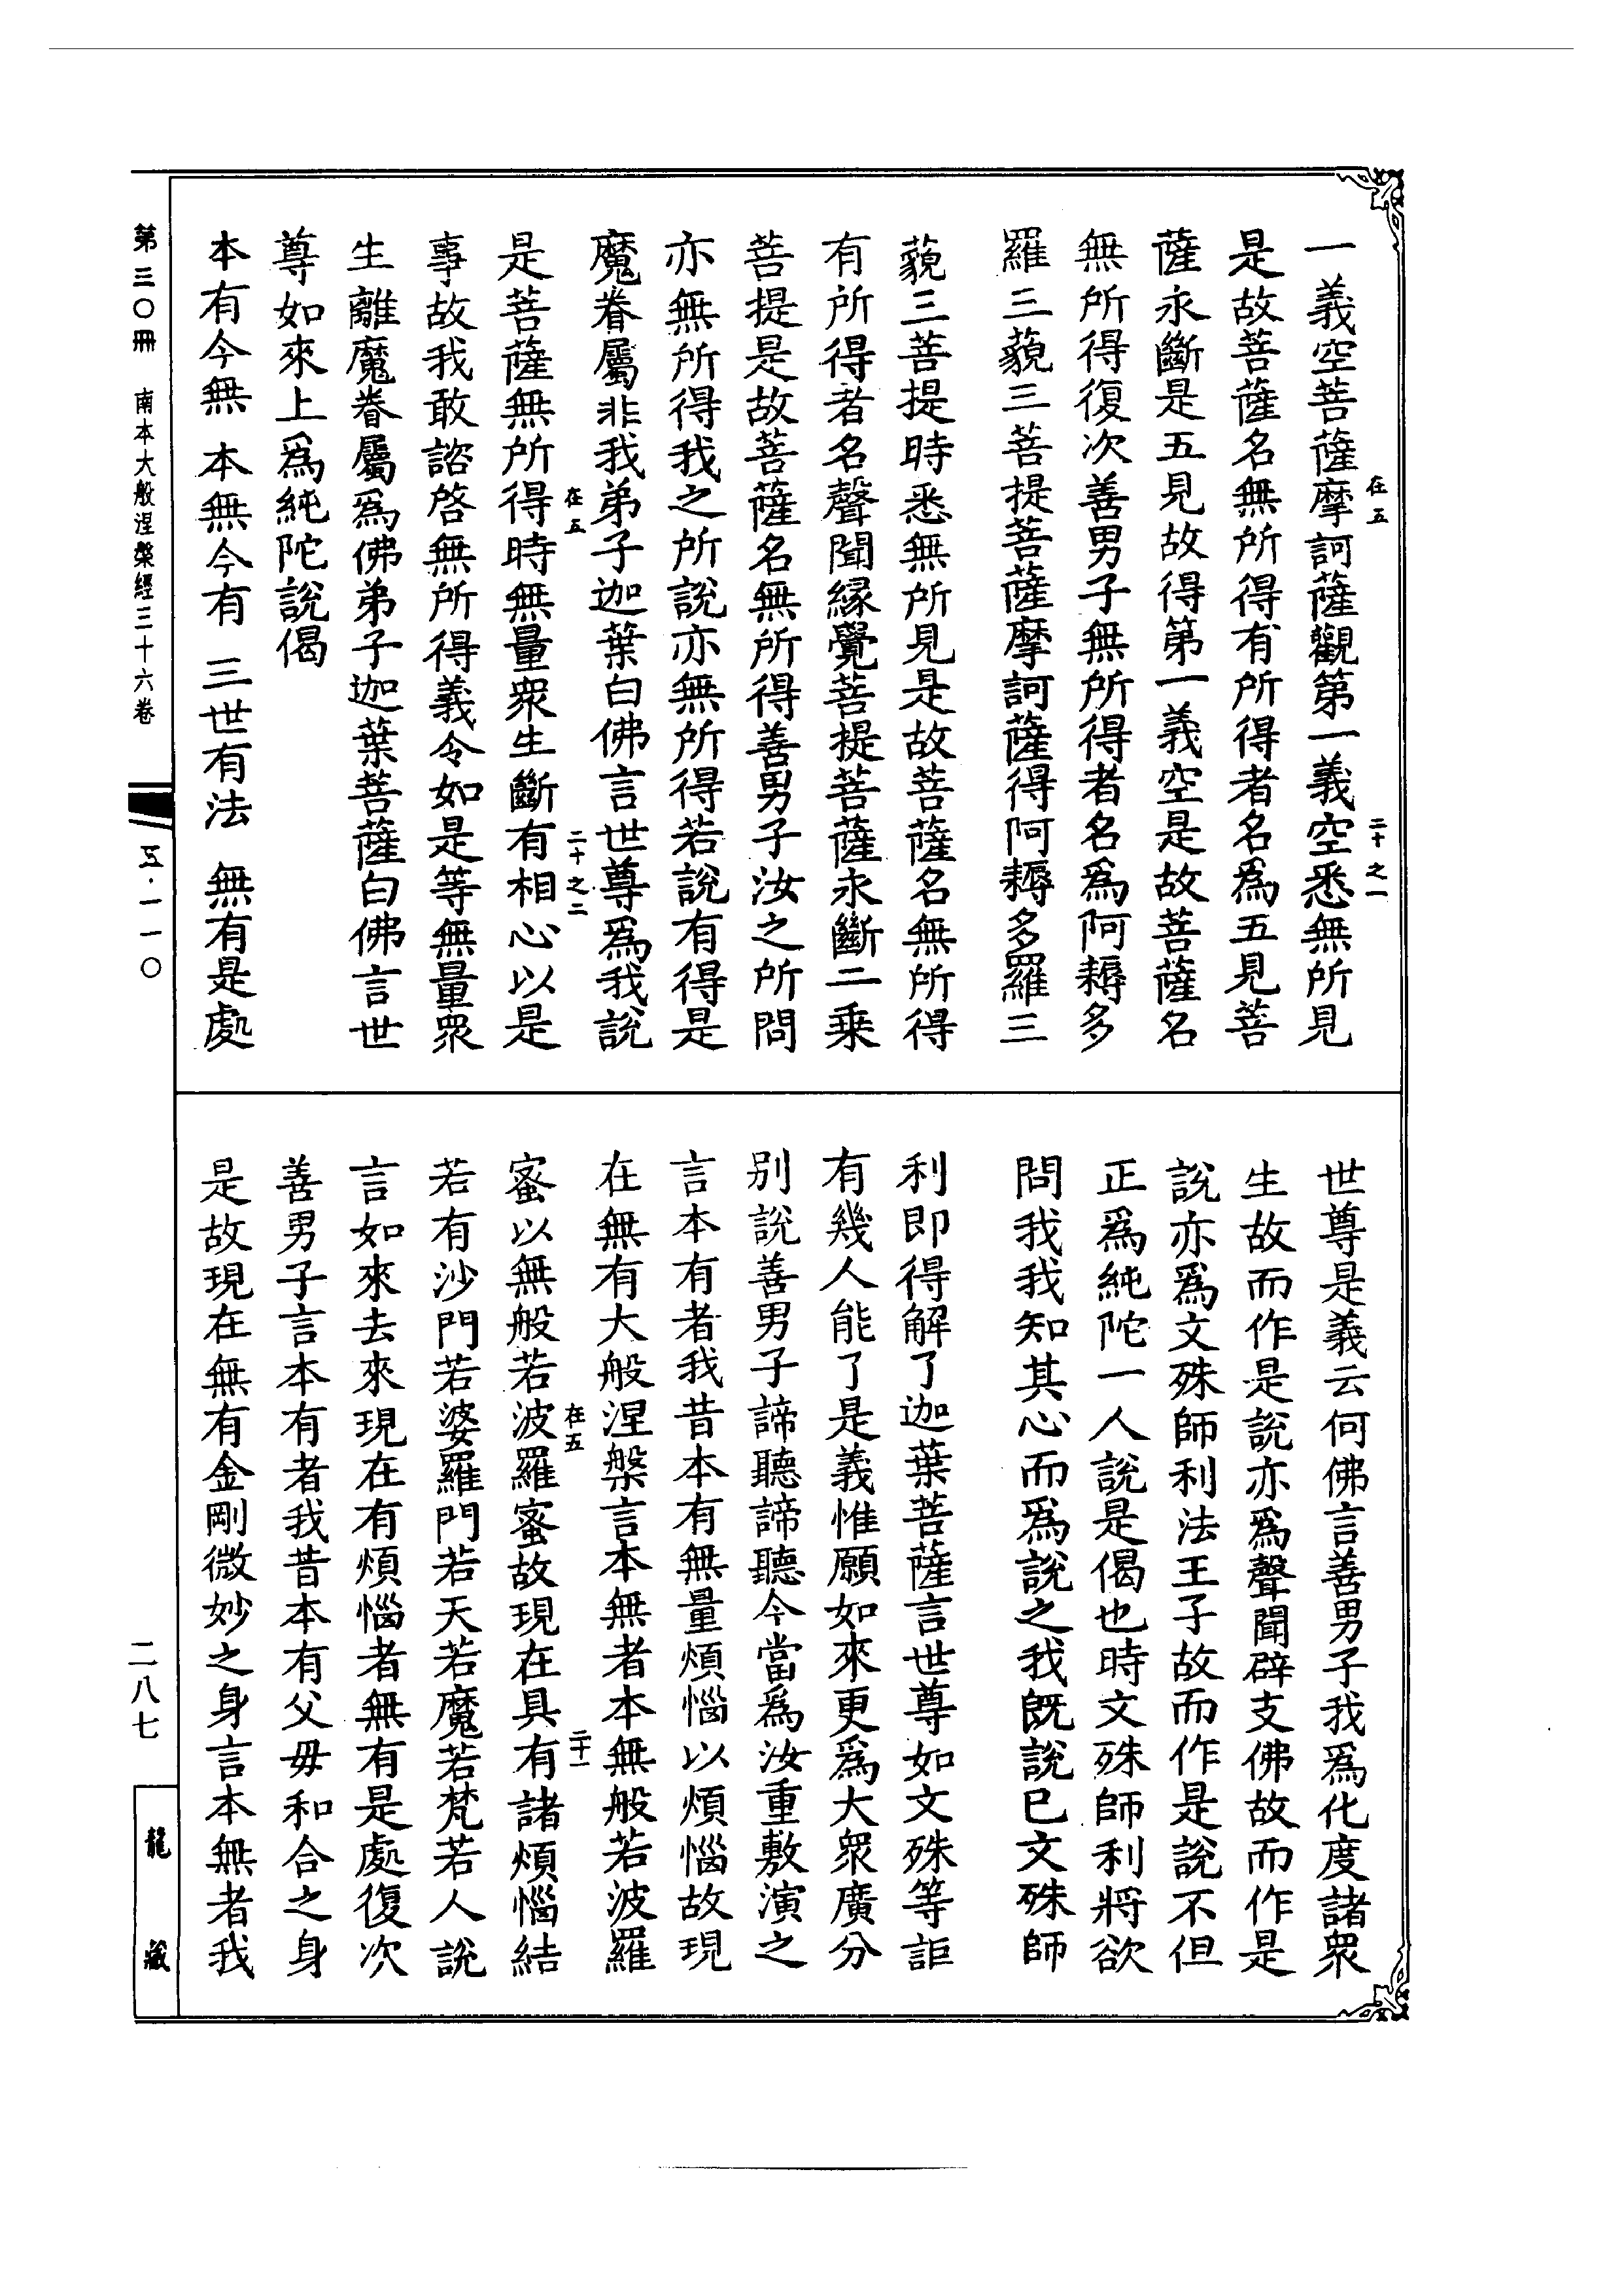 一義空菩薩摩訶薩觀第一義空悉無所見
在五
二十之一
是故菩薩名無所得有所得者名爲五見菩
薩永斷是五見故得第一義空是故菩薩名
無所得復次善男子無所得者名爲阿耨多
羅三藐三菩提菩薩摩訶薩得阿耨多羅三
藐三菩提時悉無所見是故菩薩名無所得
有所得者名聲聞緣覺菩提菩薩永斷二乘
菩提是故菩薩名無所得善男子汝之所問
亦無所得我之所說亦無所得若說有得是
魔眷屬非我弟子迦葉白佛言世尊爲我說
在五
二十之二
是菩薩無所得時無量衆生斷有相心以是
事故我敢諮啓無所得義令如是等無量衆
生離魔眷屬爲佛弟子迦葉菩薩白佛言世
尊如來上爲純陀說偈
本有今無 本無今有 三世有法 無有是處
世尊是義云何佛言善男子我爲化度諸衆
生故而作是說亦爲聲聞辟支佛故而作是
說亦爲文殊師利法王子故而作是說不但
正爲純陀一人說是偈也時文殊師利將欲
問我我知其心而爲說之我既說已文殊師
利即得解了迦葉菩薩言世尊如文殊等詎
有幾人能了是義惟願如來更爲大衆廣分
別說善男子諦聽諦聽今當爲汝重敷演之
言本有者我昔本有無量煩惱以煩惱故現
在無有大般涅槃言本無者本無般若波羅
在五
二十一
蜜以無般若波羅蜜故現在具有諸煩惱結
若有沙門若婆羅門若天若魔若梵若人說
言如來去來現在有煩惱者無有是處復次
善男子言本有者我昔本有父母和合之身
是故現在無有金剛微妙之身言本無者我
第三〇冊 南本大般涅槃經三十六卷
五·一一〇
二八七
龍藏